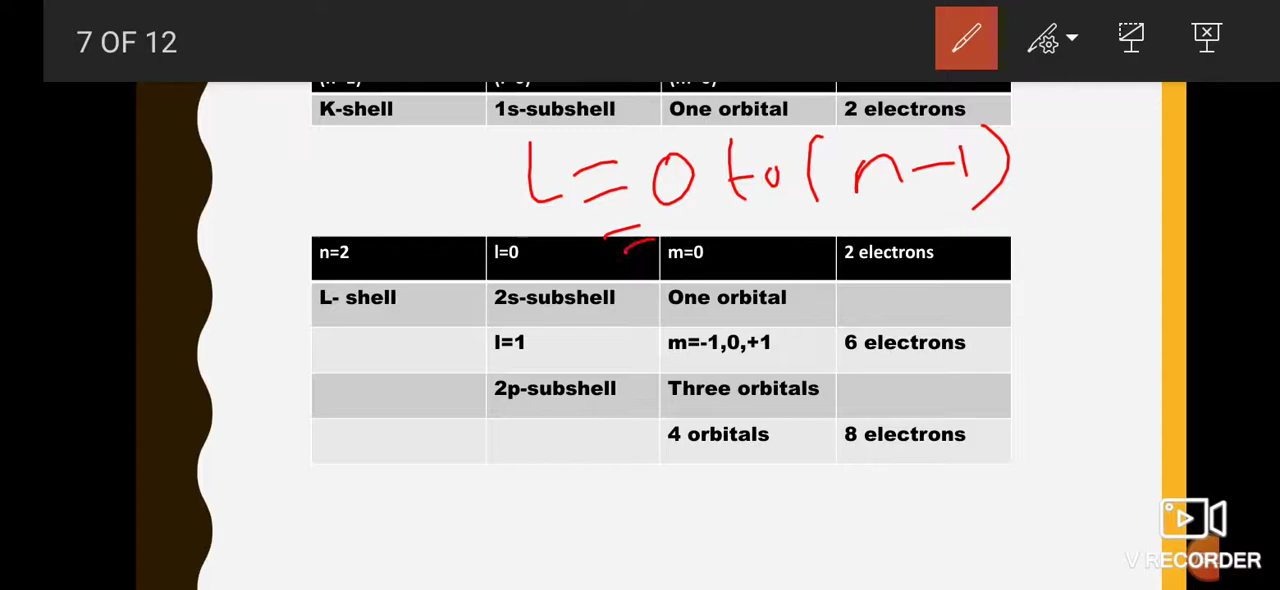 7 OF 12
K-shell 1s-subshell One orbital 2 electrons
L = 0 to (n-1)
n=2 l=0 m=0 2 electrons
L- shell 2s-subshell One orbital
l=1 m=-1,0,+1 6 electrons
2p-subshell Three orbitals
4 orbitals 8 electrons
V RECORDER